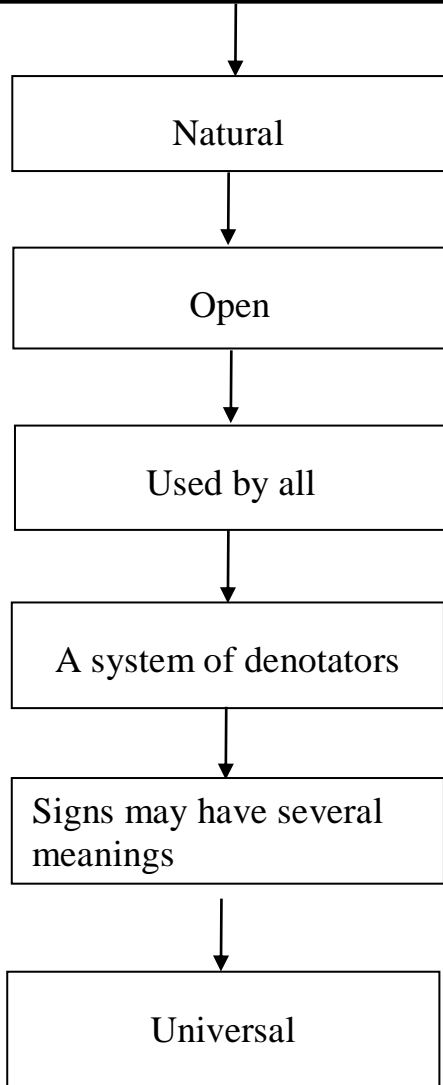 Natural
Open
Used by all
A system of denotators
Signs may have several
meanings
Universal